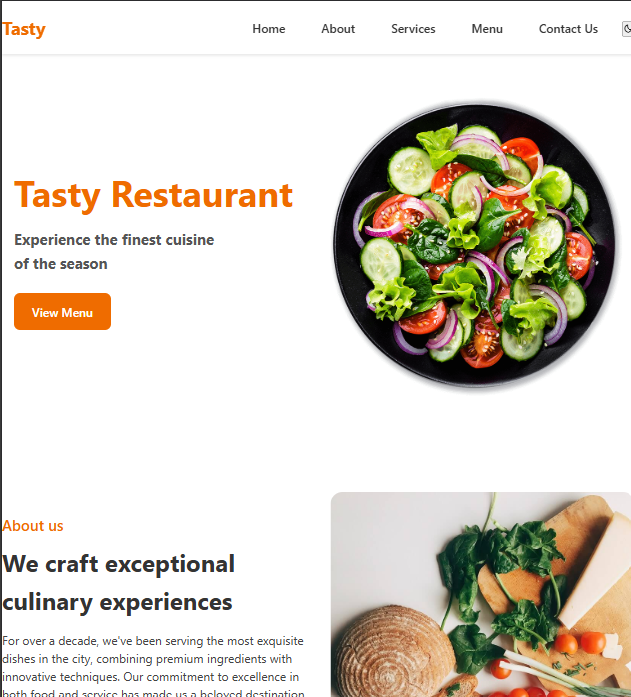 Tasty
Home About Services Menu Contact Us
Tasty Restaurant
Experience the finest cuisine
of the season
View Menu
About us
We craft exceptional
culinary experiences
For over a decade, we've been serving the most exquisite
dishes in the city, combining premium ingredients with
innovative techniques. Our commitment to excellence in
both food and service has made us a beloved destination